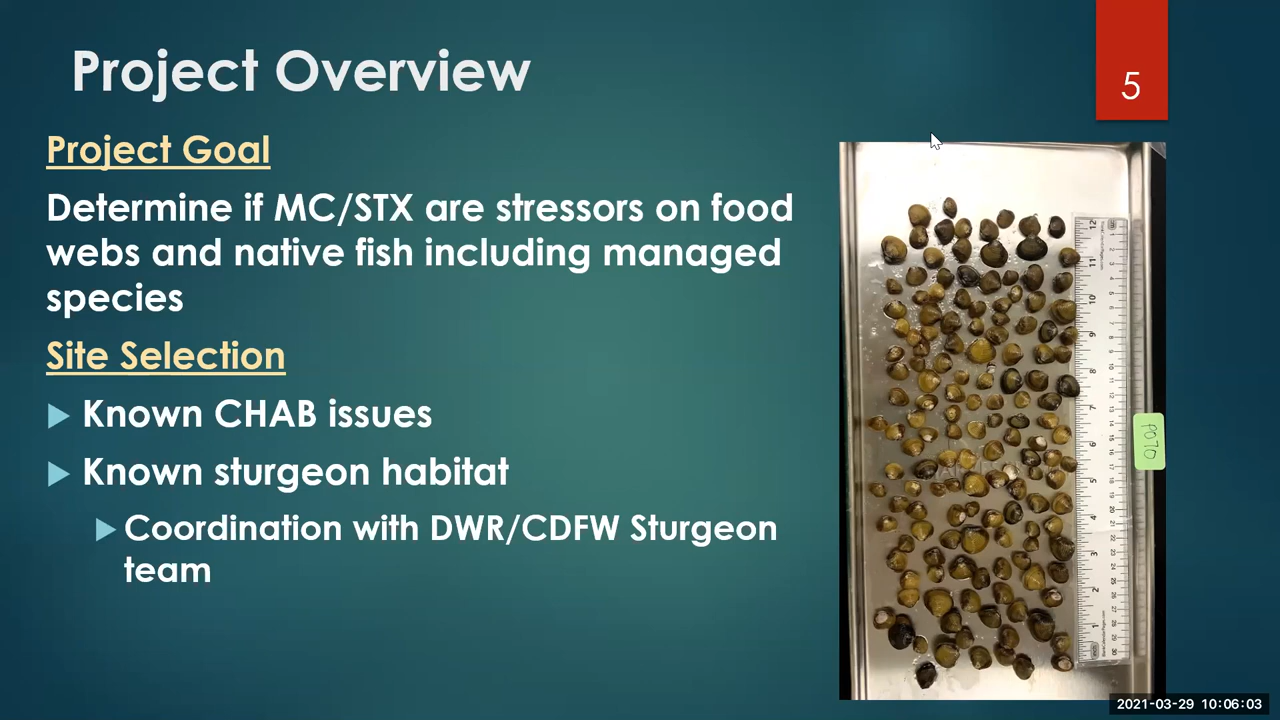 Project Overview
5
Project Goal
Determine if MC/STX are stressors on food
webs and native fish including managed
species
Site Selection
Known CHAB issues
Known sturgeon habitat
Coordination with DWR/CDFW Sturgeon
team
P070
2021-03-29 10:06:03